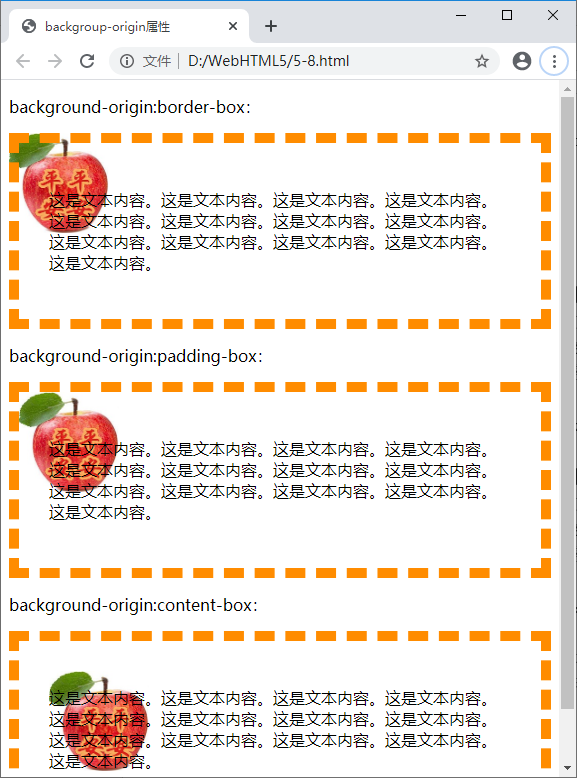 backgroup-origin属性
文件 D:/WebHTML5/5-8.html
background-origin:border-box:
平平
安安
这是文本内容。这是文本内容。这是文本内容。这是文本内容。
这是文本内容。这是文本内容。这是文本内容。这是文本内容。
这是文本内容。这是文本内容。这是文本内容。这是文本内容。
这是文本内容。
background-origin:padding-box:
平平
安安
这是文本内容。这是文本内容。这是文本内容。这是文本内容。
这是文本内容。这是文本内容。这是文本内容。这是文本内容。
这是文本内容。这是文本内容。这是文本内容。这是文本内容。
这是文本内容。
background-origin:content-box:
平平
安安
这是文本内容。这是文本内容。这是文本内容。这是文本内容。
这是文本内容。这是文本内容。这是文本内容。这是文本内容。
这是文本内容。这是文本内容。这是文本内容。这是文本内容。
这是文本内容。